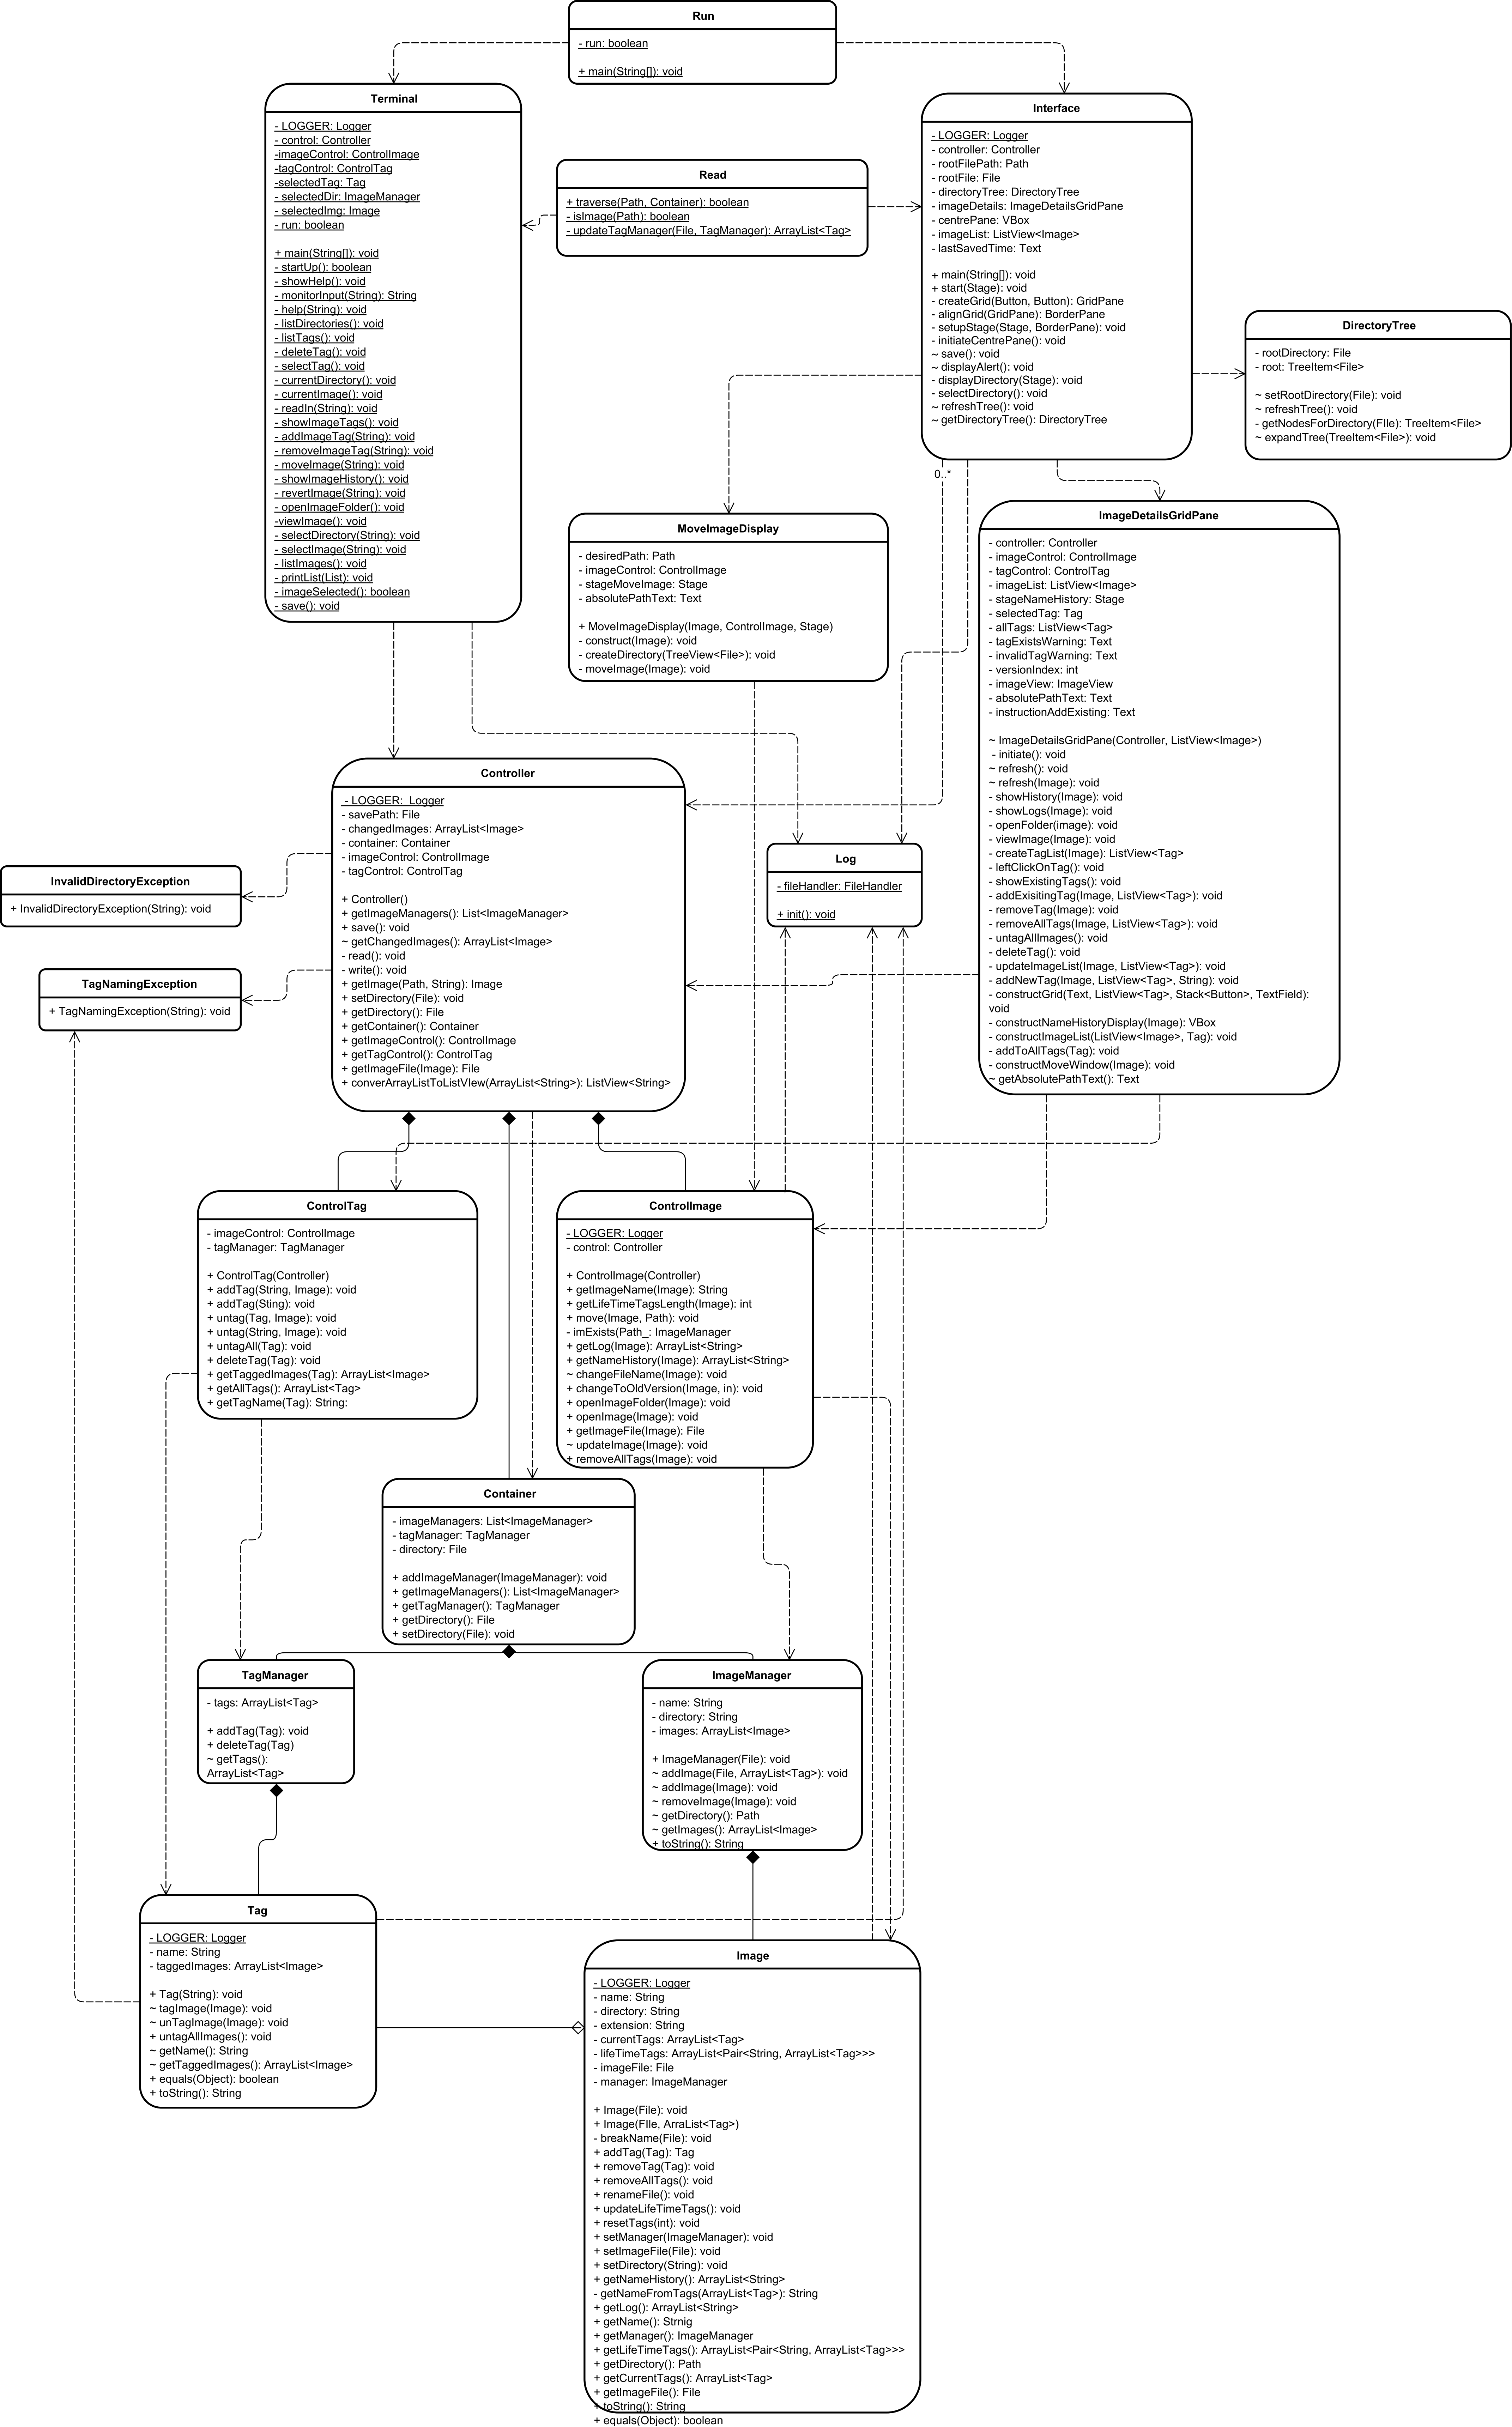 Run
- run: boolean
+ main(String[]): void
Terminal
- LOGGER: Logger
- control: Controller
-imageControl: ControlImage
-tagControl: ControlTag
-selectedTag: Tag
- selectedDir: ImageManager
- selectedImg: Image
- run: boolean
+ main(String[]): void
- startUp(): boolean
- showHelp(): void
- monitorInput(String): String
- help(String): void
- listDirectories(): void
- listTags(): void
- deleteTag(): void
- selectTag(): void
- currentDirectory(): void
- currentImage(): void
- readIn(String): void
- showImageTags(): void
- addImageTag(String): void
- removeImageTag(String): void
- moveImage(String): void
- showImageHistory(): void
- revertImage(String): void
- openImageFolder(): void
-viewImage(): void
- selectDirectory(String): void
- selectImage(String): void
- listImages(): void
- printList(List): void
- imageSelected(): boolean
- save(): void
Read
+ traverse(Path, Container): boolean
- isImage(Path): boolean
- updateTagManager(File, TagManager): ArrayList<Tag>
Interface
- LOGGER: Logger
- controller: Controller
- rootFilePath: Path
- rootFile: File
- directoryTree: DirectoryTree
- imageDetails: ImageDetailsGridPane
- centrePane: VBox
- imageList: ListView<Image>
- lastSavedTime: Text
+ main(String[]): void
+ start(Stage): void
- createGrid(Button, Button): GridPane
- alignGrid(GridPane): BorderPane
- setupStage(Stage, BorderPane): void
- initiateCentrePane(): void
~ save(): void
~ displayAlert(): void
- displayDirectory(Stage): void
- selectDirectory(): void
~ refreshTree(): void
~ getDirectoryTree(): DirectoryTree
0..*
DirectoryTree
- rootDirectory: File
- root: TreeItem<File>
~ setRootDirectory(File): void
~ refreshTree(): void
- getNodesForDirectory(FIle): TreeItem<File>
~ expandTree(TreeItem<File>): void
MoveImageDisplay
- desiredPath: Path
- imageControl: ControlImage
- stageMoveImage: Stage
- absolutePathText: Text
+ MoveImageDisplay(Image, ControlImage, Stage)
- construct(Image): void
- createDirectory(TreeView<File>): void
- moveImage(Image): void
ImageDetailsGridPane
- controller: Controller
- imageControl: ControlImage
- tagControl: ControlTag
- imageList: ListView<Image>
- stageNameHistory: Stage
- selectedTag: Tag
- allTags: ListView<Tag>
- tagExistsWarning: Text
- invalidTagWarning: Text
- versionIndex: int
- imageView: ImageView
- absolutePathText: Text
- instructionAddExisting: Text
~ ImageDetailsGridPane(Controller, ListView<Image>)
- initiate(): void
~ refresh(): void
~ refresh(Image): void
- showHistory(Image): void
- showLogs(Image): void
- openFolder(image): void
- viewImage(Image): void
- createTagList(Image): ListView<Tag>
- leftClickOnTag(): void
- showExistingTags(): void
- addExisitingTag(Image, ListView<Tag>): void
- removeTag(Image): void
- removeAllTags(Image, ListView<Tag>): void
- untagAllImages(): void
- deleteTag(): void
- updateImageList(Image, ListView<Tag>): void
- addNewTag(Image, ListView<Tag>, String): void
- constructGrid(Text, ListView<Tag>, Stack<Button>, TextField):
void
- constructNameHistoryDisplay(Image): VBox
- constructImageList(ListView<Image>, Tag): void
- addToAllTags(Tag): void
- constructMoveWindow(Image): void
~ getAbsolutePathText(): Text
Controller
- LOGGER:  Logger
- savePath: File
- changedImages: ArrayList<Image>
- container: Container
- imageControl: ControlImage
- tagControl: ControlTag
+ Controller()
+ getImageManagers(): List<ImageManager>
+ save(): void
~ getChangedImages(): ArrayList<Image>
- read(): void
- write(): void
+ getImage(Path, String): Image
+ setDirectory(File): void
+ getDirectory(): File
+ getContainer(): Container
+ getImageControl(): ControlImage
+ getTagControl(): ControlTag
+ getImageFile(Image): File
+ converArrayListToListVIew(ArrayList<String>): ListView<String>
Log
- fileHandler: FileHandler
+ init(): void
InvalidDirectoryException
+ InvalidDirectoryException(String): void
TagNamingException
+ TagNamingException(String): void
ControlTag
- imageControl: ControlImage
- tagManager: TagManager
+ ControlTag(Controller)
+ addTag(String, Image): void
+ addTag(Sting): void
+ untag(Tag, Image): void
+ untag(String, Image): void
+ untagAll(Tag): void
+ deleteTag(Tag): void
+ getTaggedImages(Tag): ArrayList<Image>
+ getAllTags(): ArrayList<Tag>
+ getTagName(Tag): String:
ControlImage
- LOGGER: Logger
- control: Controller
+ ControlImage(Controller)
+ getImageName(Image): String
+ getLifeTimeTagsLength(Image): int
+ move(Image, Path): void
- imExists(Path_: ImageManager
+ getLog(Image): ArrayList<String>
+ getNameHistory(Image): ArrayList<String>
~ changeFileName(Image): void
+ changeToOldVersion(Image, in): void
+ openImageFolder(Image): void
+ openImage(Image): void
+ getImageFile(Image): File
~ updateImage(Image): void
+ removeAllTags(Image): void
Container
- imageManagers: List<ImageManager>
- tagManager: TagManager
- directory: File
+ addImageManager(ImageManager): void
+ getImageManagers(): List<ImageManager>
+ getTagManager(): TagManager
+ getDirectory(): File
+ setDirectory(File): void
TagManager
- tags: ArrayList<Tag>
+ addTag(Tag): void
+ deleteTag(Tag)
~ getTags():
ArrayList<Tag>
ImageManager
- name: String
- directory: String
- images: ArrayList<Image>
+ ImageManager(File): void
~ addImage(File, ArrayList<Tag>): void
~ addImage(Image): void
~ removeImage(Image): void
~ getDirectory(): Path
~ getImages(): ArrayList<Image>
+ toString(): String
Tag
- LOGGER: Logger
- name: String
- taggedImages: ArrayList<Image>
+ Tag(String): void
~ tagImage(Image): void
~ unTagImage(Image): void
+ untagAllImages(): void
~ getName(): String
~ getTaggedImages(): ArrayList<Image>
+ equals(Object): boolean
+ toString(): String
Image
- LOGGER: Logger
- name: String
- directory: String
- extension: String
- currentTags: ArrayList<Tag>
- lifeTimeTags: ArrayList<Pair<String, ArrayList<Tag>>>
- imageFile: File
- manager: ImageManager
+ Image(File): void
+ Image(FIle, ArraList<Tag>)
- breakName(File): void
+ addTag(Tag): Tag
+ removeTag(Tag): void
+ removeAllTags(): void
+ renameFile(): void
+ updateLifeTimeTags(): void
+ resetTags(int): void
+ setManager(ImageManager): void
+ setImageFile(File): void
+ setDirectory(String): void
+ getNameHistory(): ArrayList<String>
- getNameFromTags(ArrayList<Tag>): String
+ getLog(): ArrayList<String>
+ getName(): Strnig
+ getManager(): ImageManager
+ getLifeTimeTags(): ArrayList<Pair<String, ArrayList<Tag>>>
+ getDirectory(): Path
+ getCurrentTags(): ArrayList<Tag>
+ getImageFile(): File
+ toString(): String
+ equals(Object): boolean